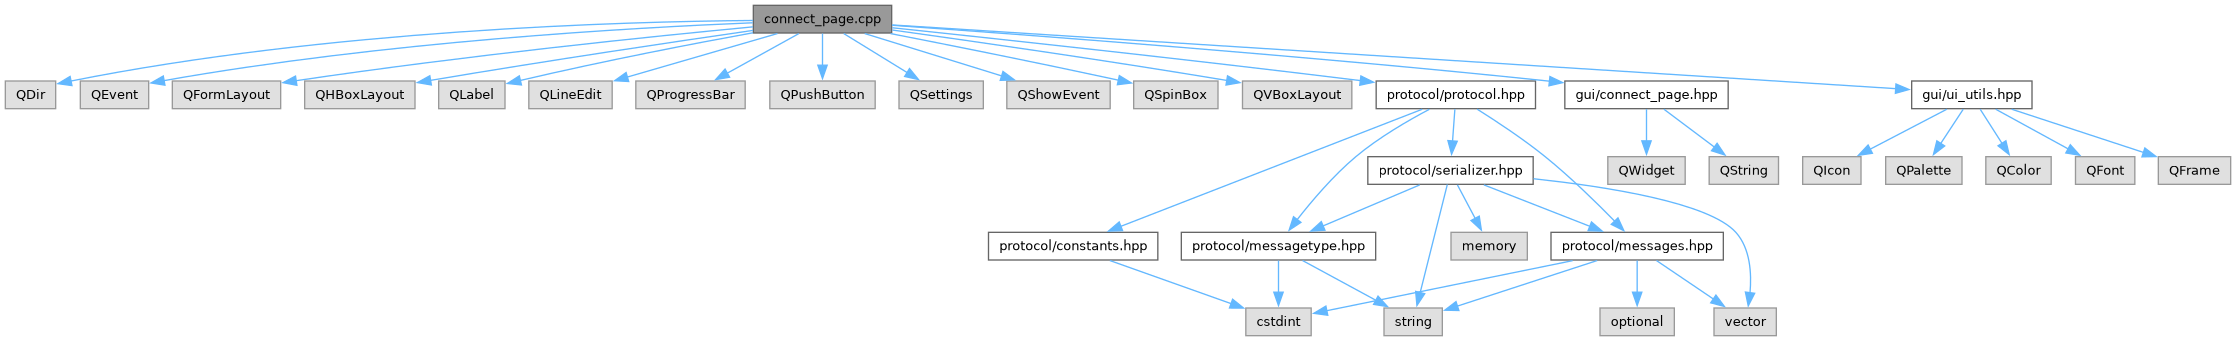 connect_page.cpp
QDir
QEvent
QFormLayout
QHBoxLayout
QLabel
QLineEdit
QProgressBar
QPushButton
QSettings
QShowEvent
QSpinBox
QVBoxLayout
protocol/protocol.hpp
gui/connect_page.hpp
gui/ui_utils.hpp
protocol/serializer.hpp
QWidget
QString
QIcon
QPalette
QColor
QFont
QFrame
protocol/constants.hpp
protocol/messagetype.hpp
memory
protocol/messages.hpp
cstdint
string
optional
vector